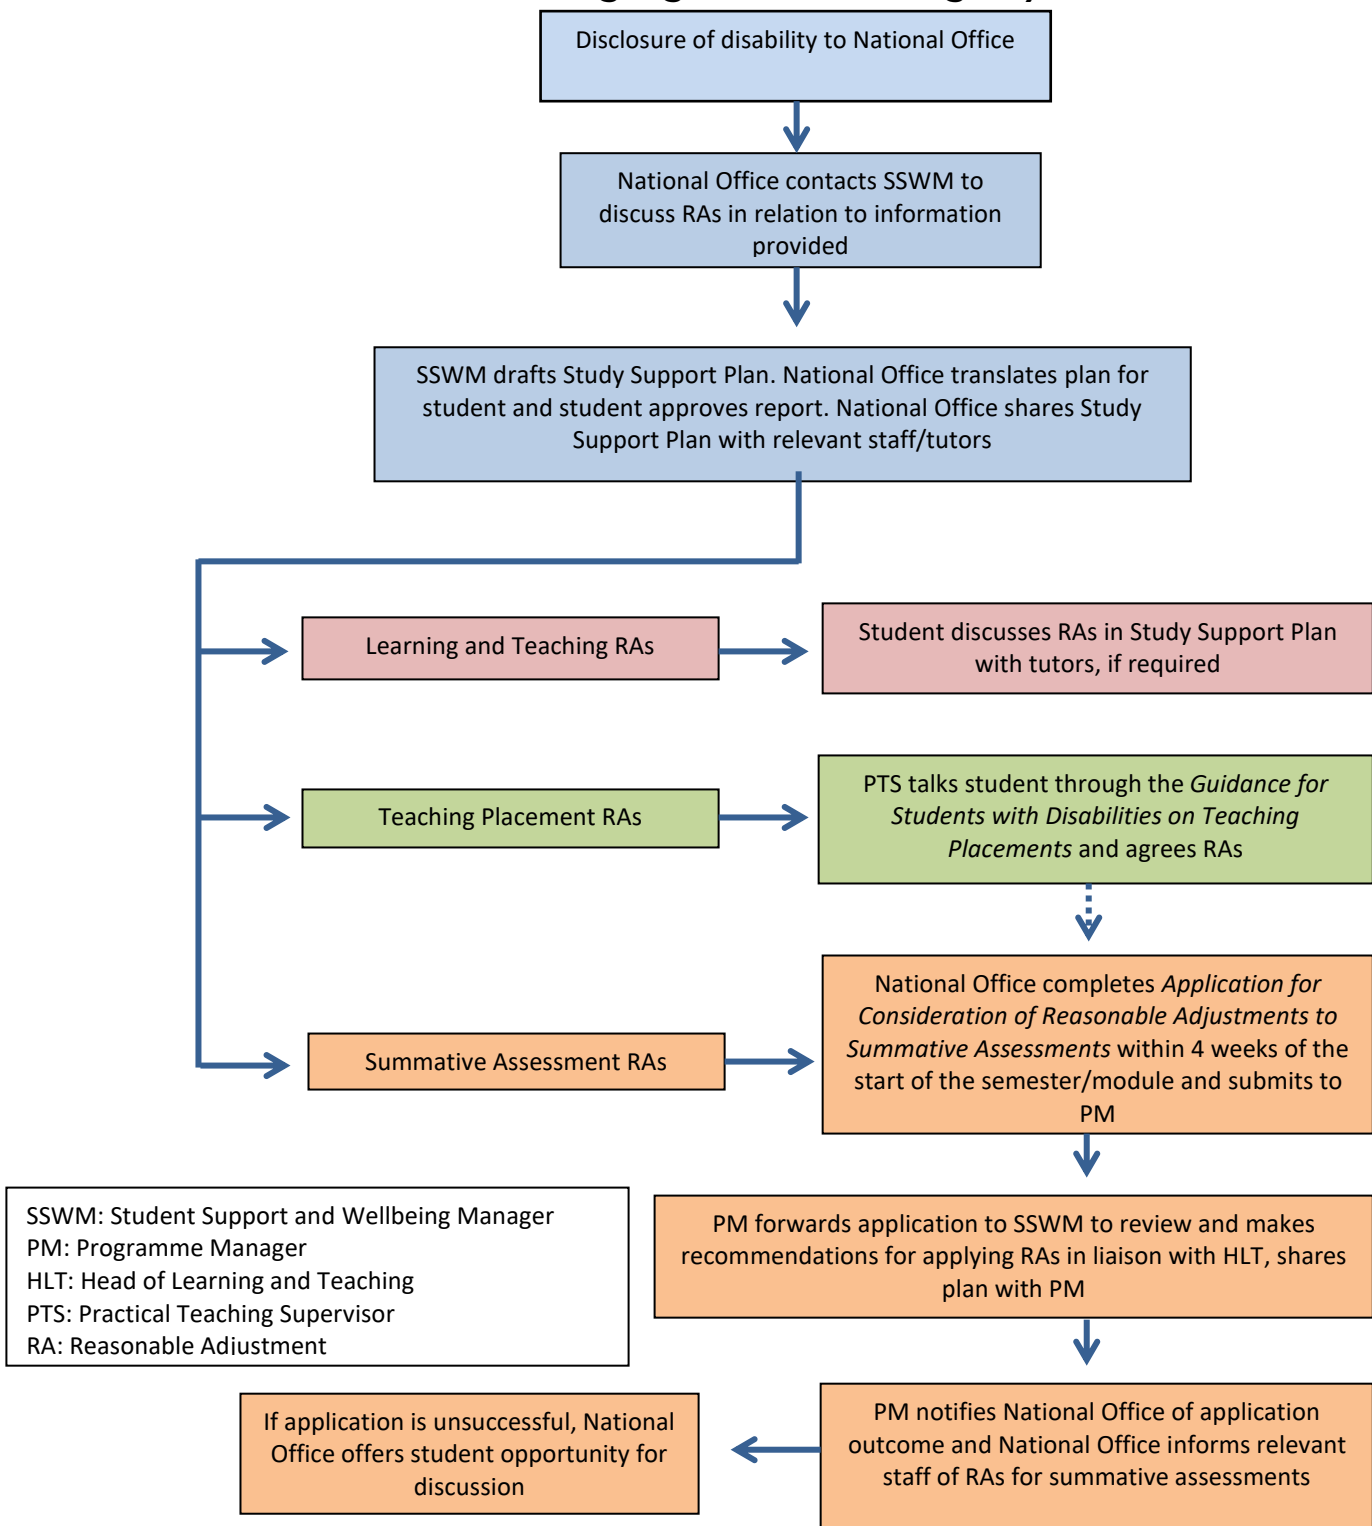 Disclosure of disability to National Office
National Office contacts SSWM to
discuss RAs in relation to information
provided
SSWM drafts Study Support Plan. National Office translates plan for
student and student approves report. National Office shares Study
Support Plan with relevant staff/tutors
Learning and Teaching RAs
Student discusses RAs in Study Support Plan
with tutors, if required
Teaching Placement RAs
PTS talks student through the Guidance for
Students with Disabilities on Teaching
Placements and agrees RAs
Summative Assessment RAs
National Office completes Application for
Consideration of Reasonable Adjustments to
Summative Assessments within 4 weeks of the
start of the semester/module and submits to
PM
SSWM: Student Support and Wellbeing Manager
PM: Programme Manager
HLT: Head of Learning and Teaching
PTS: Practical Teaching Supervisor
RA: Reasonable Adjustment
PM forwards application to SSWM to review and makes
recommendations for applying RAs in liaison with HLT, shares
plan with PM
If application is unsuccessful, National
Office offers student opportunity for
discussion
PM notifies National Office of application
outcome and National Office informs relevant
staff of RAs for summative assessments